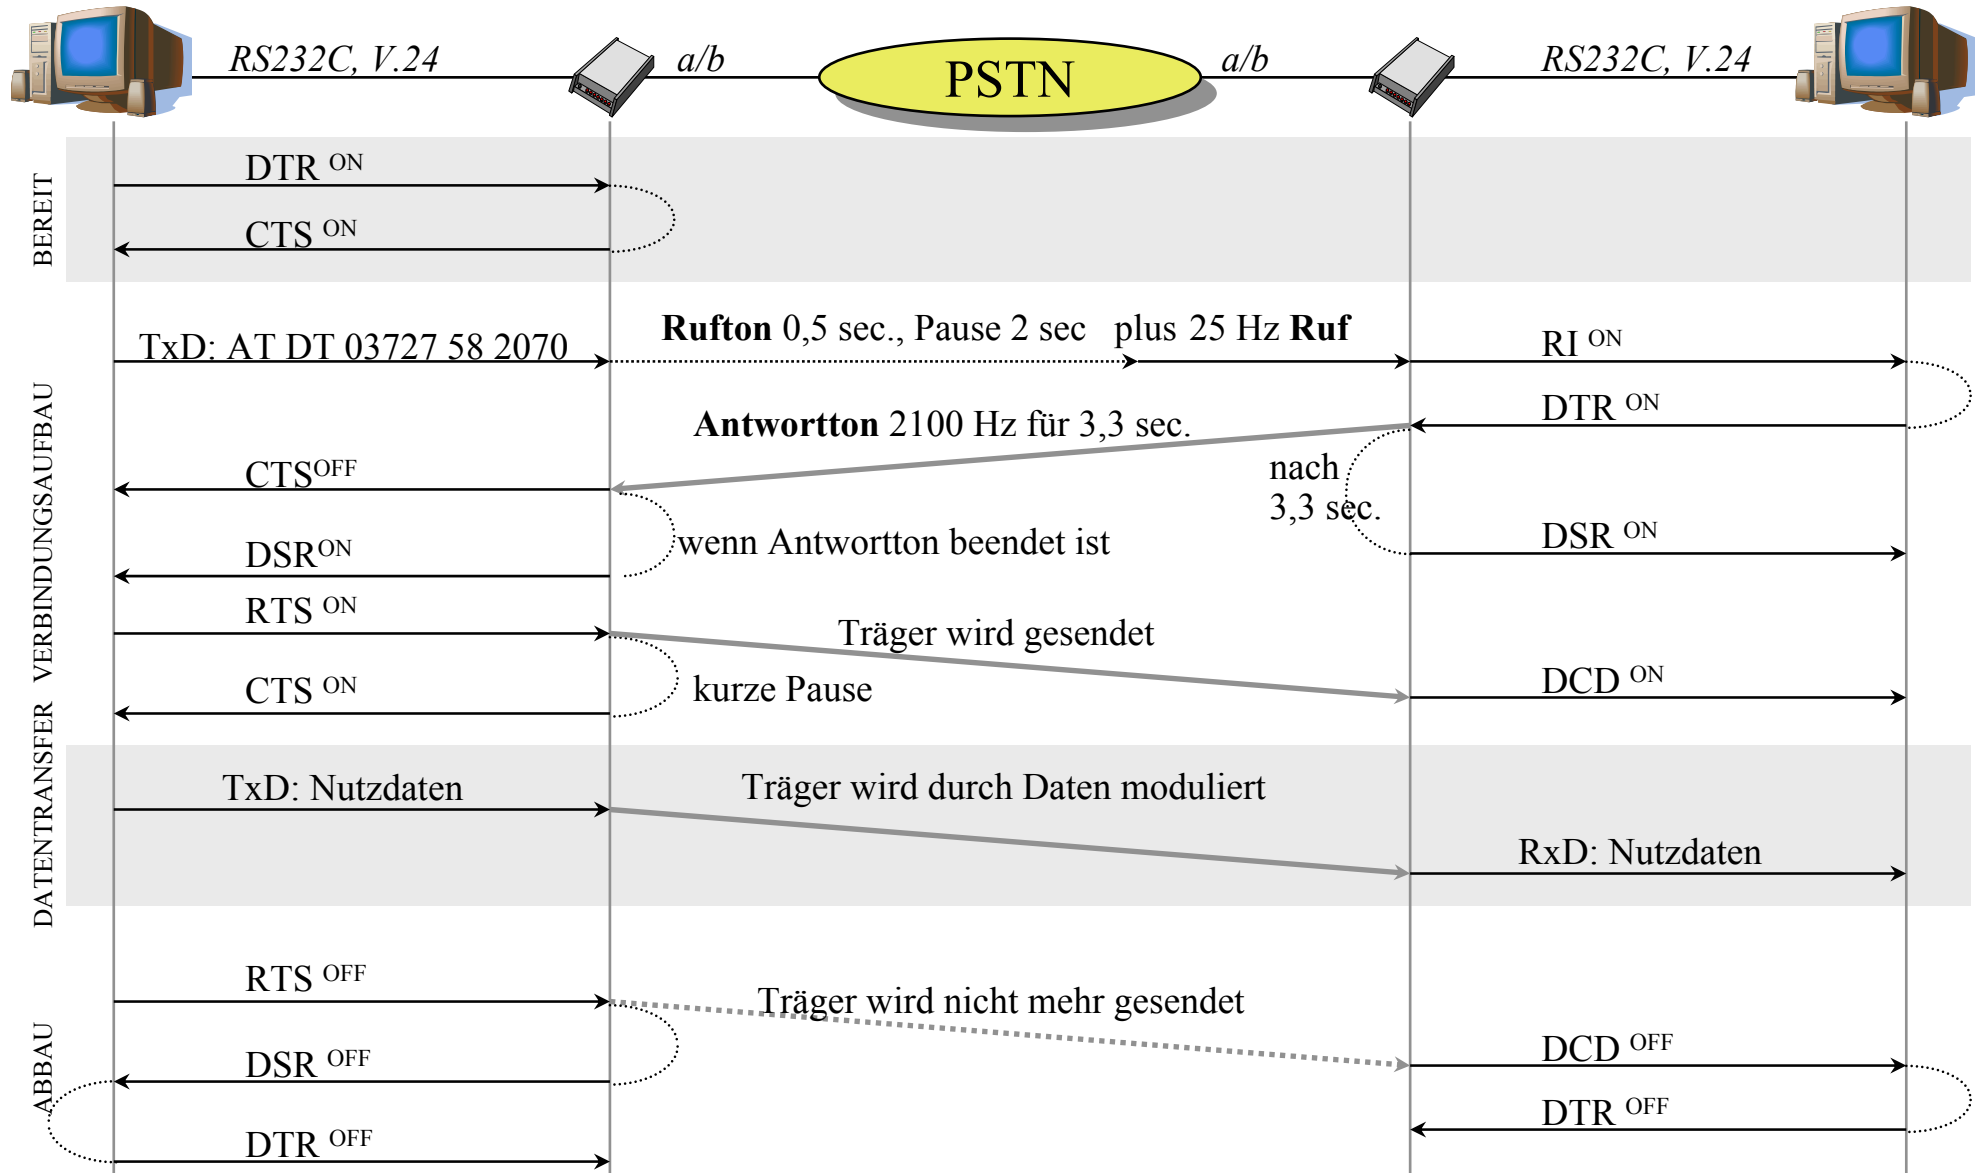 RS232C, V.24
a/b
PSTN
a/b
RS232C, V.24
BEREIT
DTR ON
CTS ON
VERBINDUNGSAUFBAU
TxD: AT DT 03727 58 2070
Rufton 0,5 sec., Pause 2 sec plus 25 Hz Ruf
RI ON
DTR ON
Antwortton 2100 Hz für 3,3 sec.
CTS OFF
nach
3,3 sec.
DSR ON
wenn Antwortton beendet ist
DSR ON
RTS ON
Träger wird gesendet
CTS ON
kurze Pause
DCD ON
DATENTRANSFER
TxD: Nutzdaten
Träger wird durch Daten moduliert
RxD: Nutzdaten
ABBAU
RTS OFF
Träger wird nicht mehr gesendet
DSR OFF
DCD OFF
DTR OFF
DTR OFF